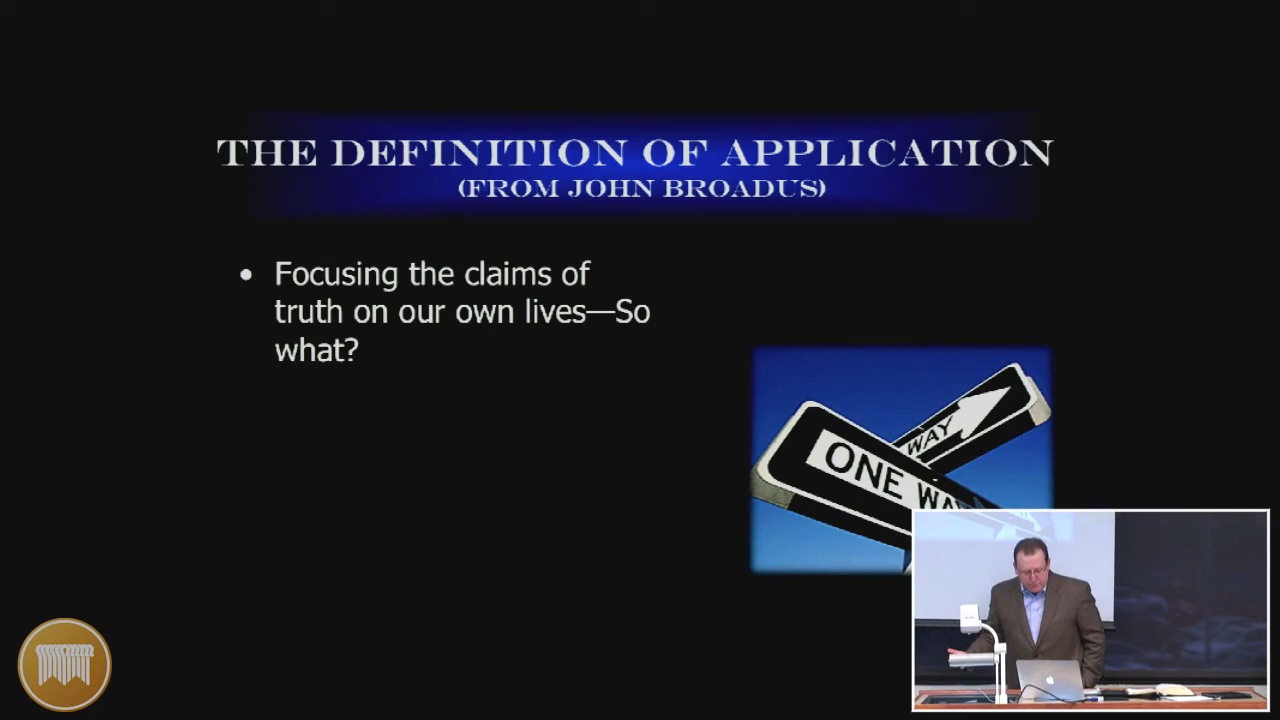 THE DEFINITION OF APPLICATION
(FROM JOHN BROADUS)
• Focusing the claims of
truth on our own lives—So
what?
WAY
ONE WAY